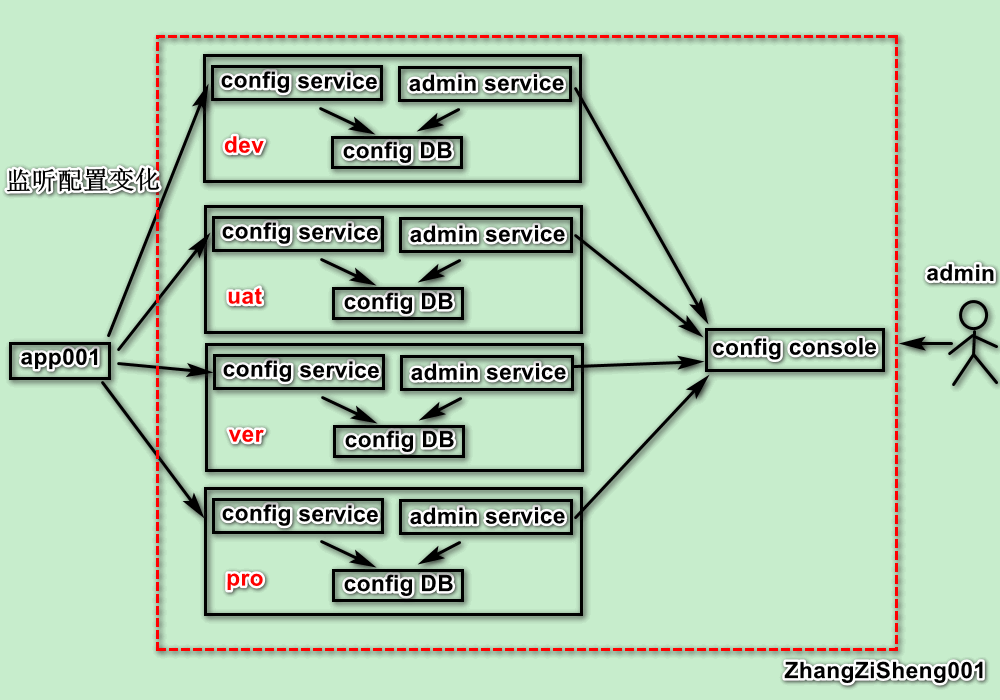 config service
admin service
config DB
dev
监听配置变化
config service
admin service
config DB
uat
admin
app001
config console
config service
admin service
config DB
ver
config service
admin service
config DB
pro
ZhangZiSheng001